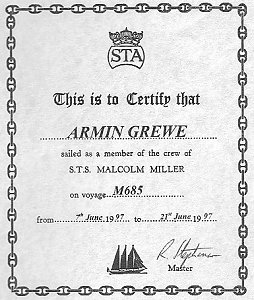 STA
This is to Certify that
ARMIN GREWE
sailed as a member of the crew of
S.T.S. MALCOLM MILLER
on voyage M685
from 7th June 1997 to 21st June 1997
R. Stephens
Master